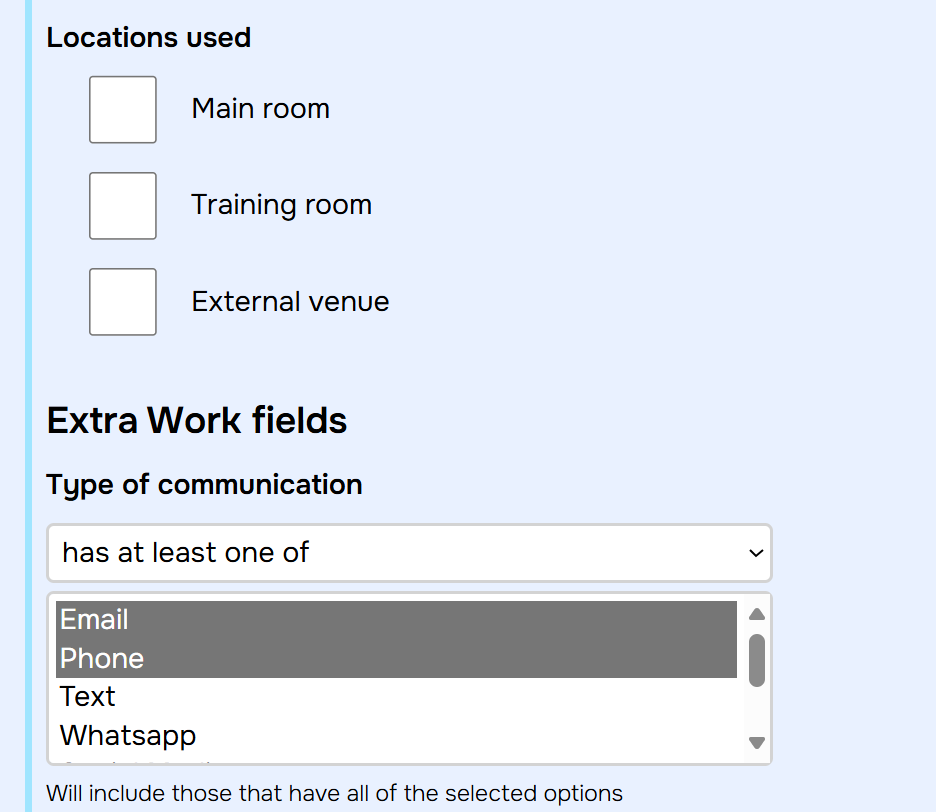 Locations used
Main room
Training room
External venue
Extra Work fields
Type of communication
has at least one of
Email
Phone
Text
Whatsapp
Will include those that have all of the selected options